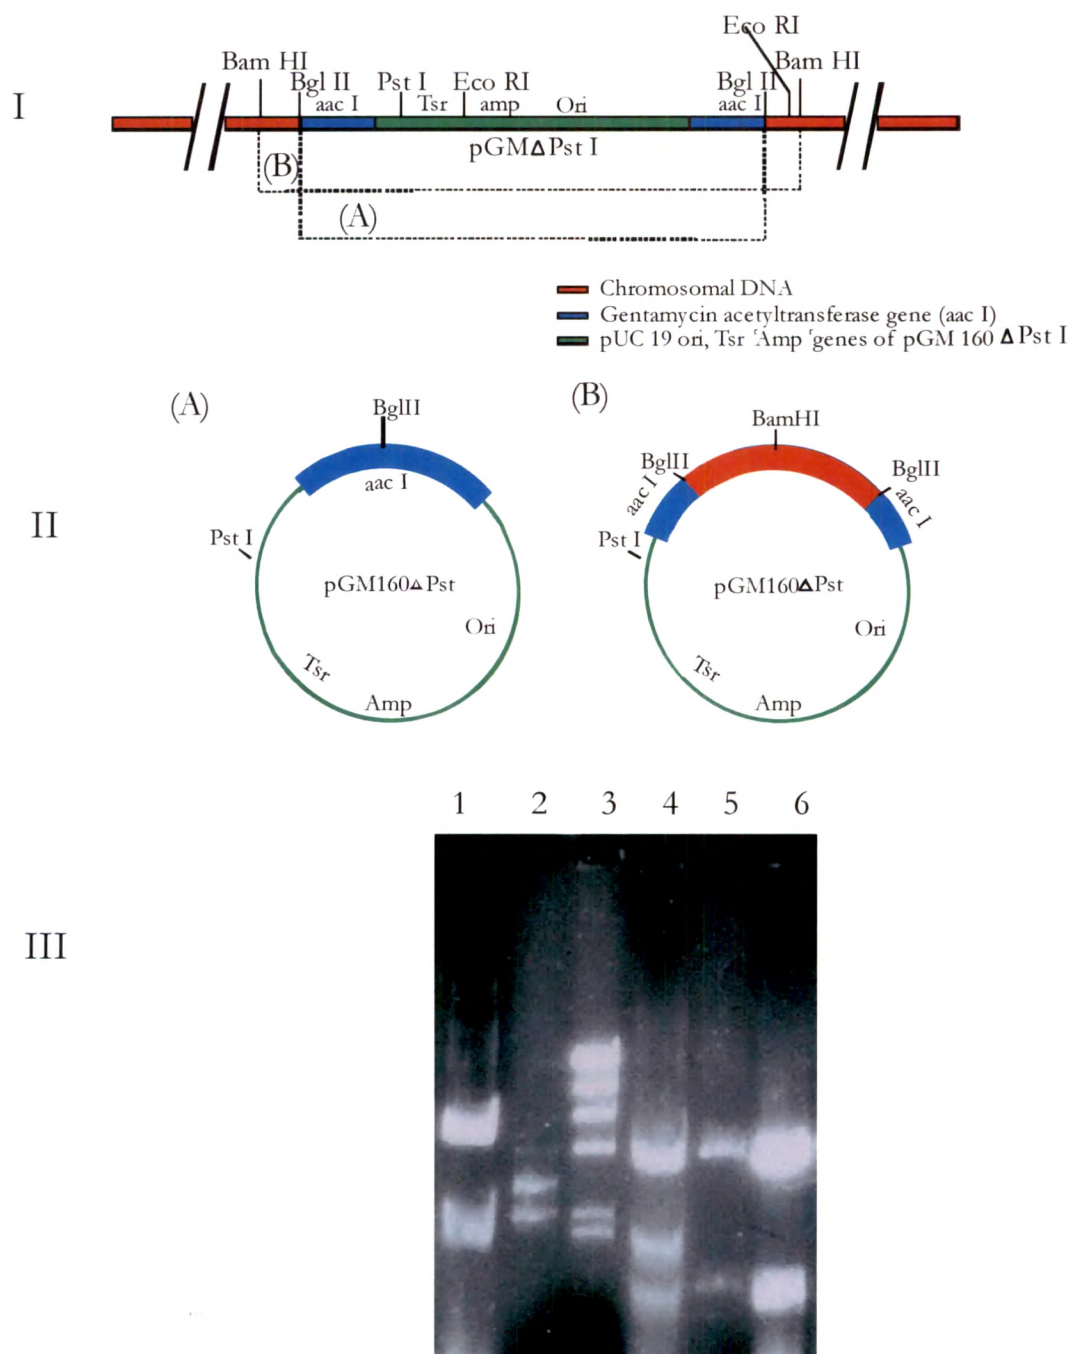 Eco RI
Bam HI
Bam HI
I
Bgl II
Pst I
Eco RI
Bgl II
aac I
Tsr
amp
Ori
aac I
pGMΔPst I
(B)
(A)
Chromosomal DNA
Gentamycin acetyltransferase gene (aac I)
pUC 19 ori, Tsr ʳAmp ʳgenes of pGM 160 Δ Pst I
(A)
(B)
II
BglII
aac I
Pst I
pGM160ΔPst
Ori
Tsr
Amp
BamHI
BglII
BglII
aac I
aac I
Pst I
pGM160ΔPst
Ori
Tsr
Amp
1 2 3 4 5 6
III